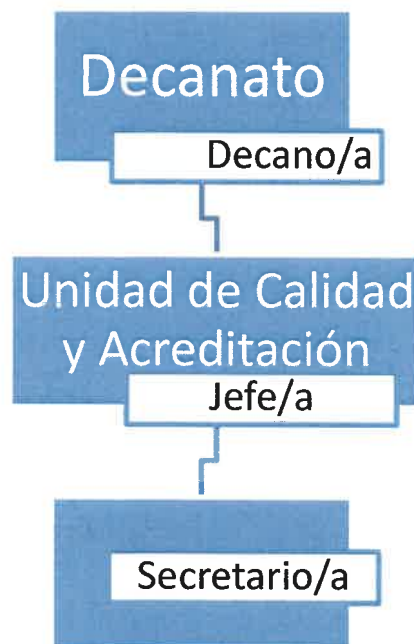 Decanato
Decano/a
Unidad de Calidad
y Acreditación
Jefe/a
Secretario/a